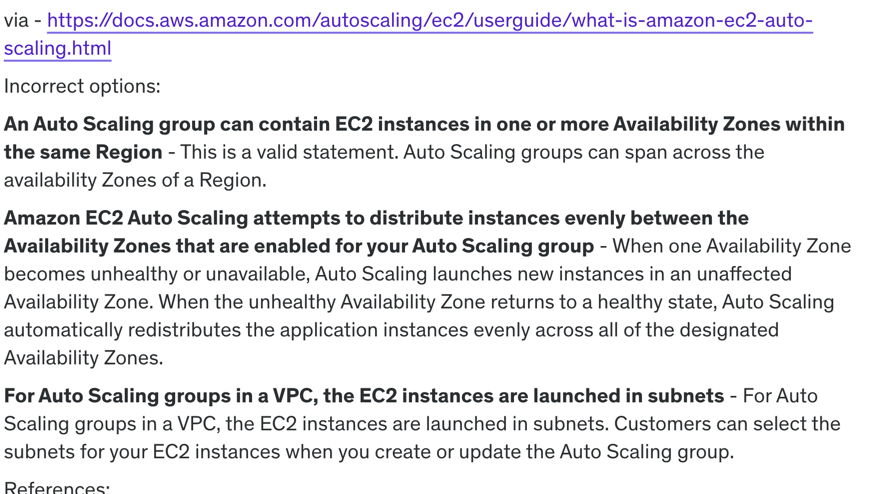 via - https://docs.aws.amazon.com/autoscaling/ec2/userguide/what-is-amazon-ec2-auto-
scaling.html
Incorrect options:
An Auto Scaling group can contain EC2 instances in one or more Availability Zones within
the same Region - This is a valid statement. Auto Scaling groups can span across the
availability Zones of a Region.
Amazon EC2 Auto Scaling attempts to distribute instances evenly between the
Availability Zones that are enabled for your Auto Scaling group - When one Availability Zone
becomes unhealthy or unavailable, Auto Scaling launches new instances in an unaffected
Availability Zone. When the unhealthy Availability Zone returns to a healthy state, Auto Scaling
automatically redistributes the application instances evenly across all of the designated
Availability Zones.
For Auto Scaling groups in a VPC, the EC2 instances are launched in subnets - For Auto
Scaling groups in a VPC, the EC2 instances are launched in subnets. Customers can select the
subnets for your EC2 instances when you create or update the Auto Scaling group.
References: